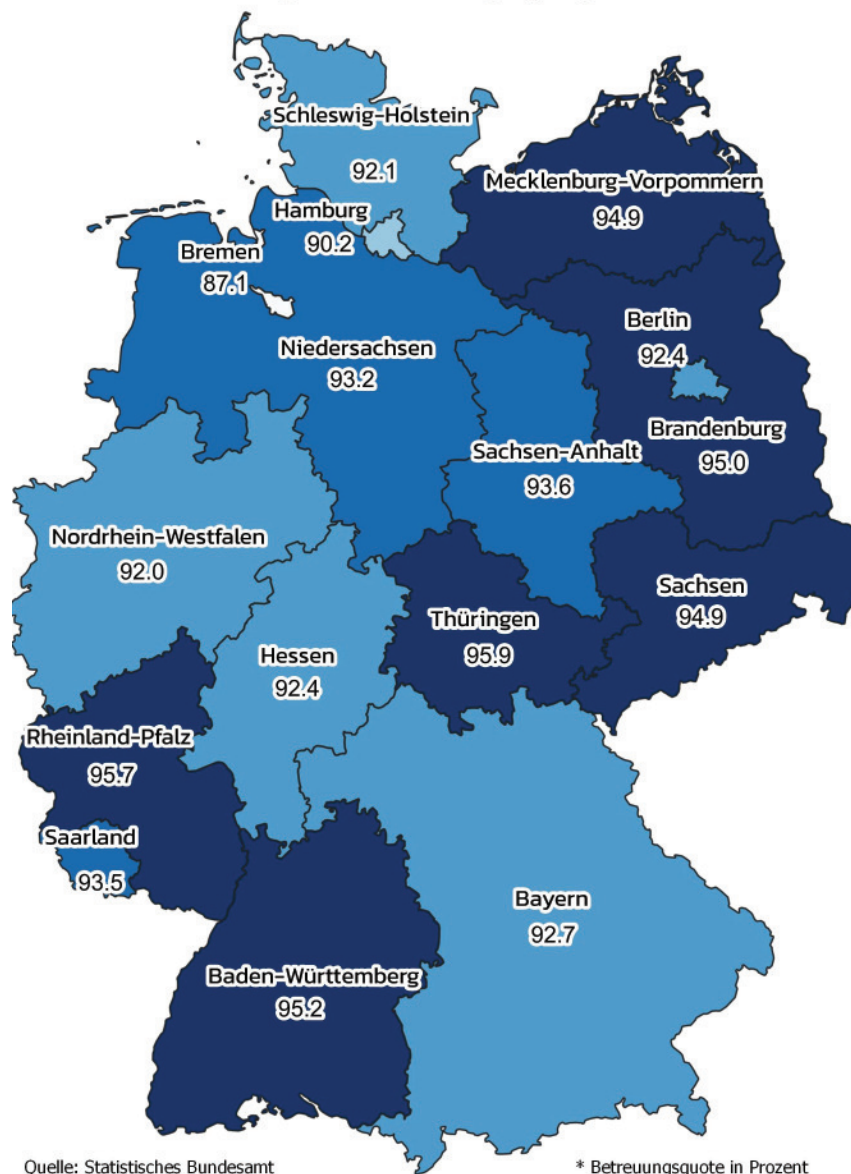 Schleswig-Holstein
92.1
Mecklenburg-Vorpommern
94.9
Hamburg
90.2
Bremen
87.1
Berlin
92.4
Niedersachsen
93.2
Brandenburg
95.0
Sachsen-Anhalt
93.6
Nordrhein-Westfalen
92.0
Sachsen
94.9
Thüringen
95.9
Hessen
92.4
Rheinland-Pfalz
95.7
Saarland
93.5
Bayern
92.7
Baden-Württemberg
95.2
Quelle: Statistisches Bundesamt
* Betreuungsquote in Prozent